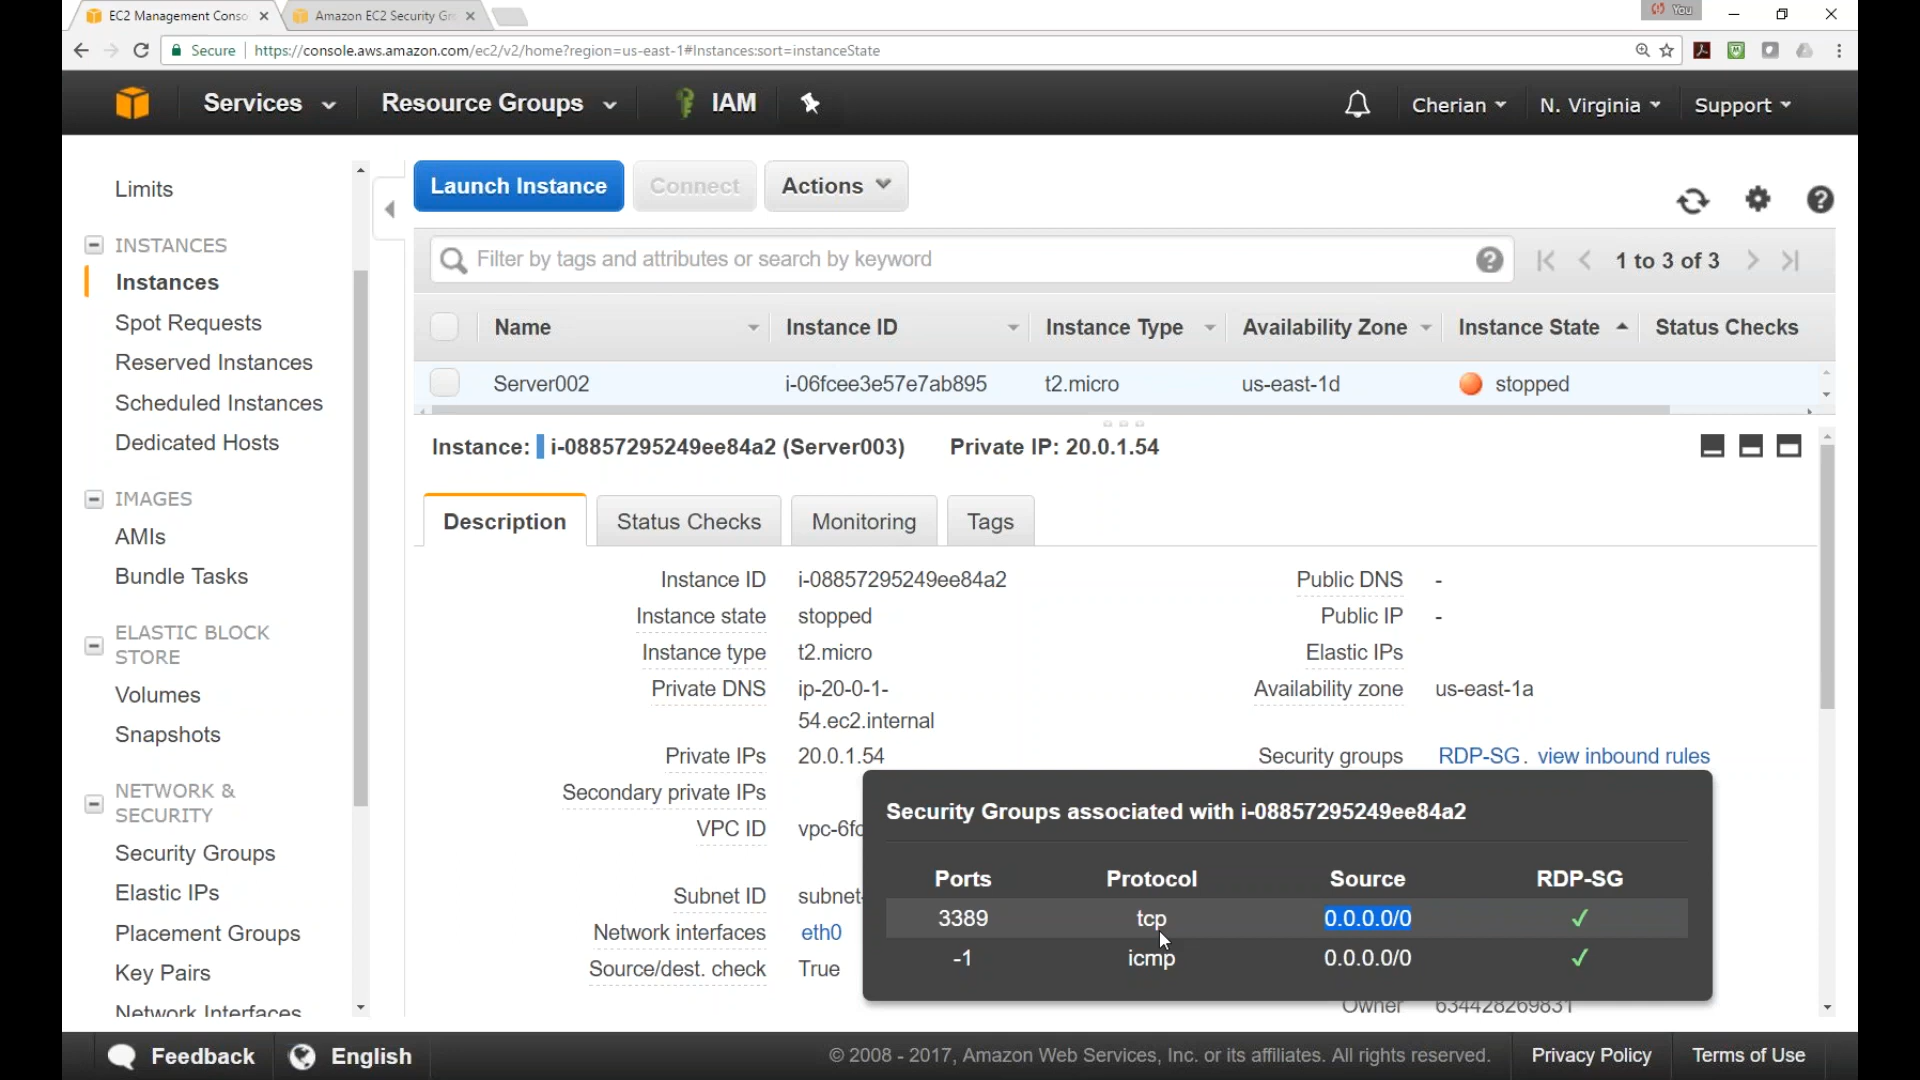 EC2 Management Conso
Amazon EC2 Security Gr
You
Secure
https://console.aws.amazon.com/ec2/v2/home?region=us-east-1#Instances:sort=instanceState
Services
Resource Groups
IAM
Cherian
N. Virginia
Support
Limits
INSTANCES
Instances
Spot Requests
Reserved Instances
Scheduled Instances
Dedicated Hosts
IMAGES
AMIs
Bundle Tasks
ELASTIC BLOCK
STORE
Volumes
Snapshots
NETWORK &
SECURITY
Security Groups
Elastic IPs
Placement Groups
Key Pairs
Network Interfaces
Launch Instance
Connect
Actions
Filter by tags and attributes or search by keyword
1 to 3 of 3
Name Instance ID Instance Type Availability Zone Instance State Status Checks
Server002 i-06fcee3e57e7ab895 t2.micro us-east-1d stopped
Instance: i-08857295249ee84a2 (Server003) Private IP: 20.0.1.54
Description Status Checks Monitoring Tags
Instance ID i-08857295249ee84a2 Public DNS -
Instance state stopped Public IP -
Instance type t2.micro Elastic IPs
Private DNS ip-20-0-1- Availability zone us-east-1a
54.ec2.internal
Private IPs 20.0.1.54 Security groups RDP-SG. view inbound rules
Secondary private IPs
VPC ID vpc-6fc
Subnet ID subnet-
Network interfaces eth0
Source/dest. check True
Security Groups associated with i-08857295249ee84a2
Ports Protocol Source RDP-SG
3389 tcp 0.0.0.0/0 ✓
-1 icmp 0.0.0.0/0 ✓
Owner 634428269831
Feedback
English
© 2008 - 2017, Amazon Web Services, Inc. or its affiliates. All rights reserved.
Privacy Policy
Terms of Use